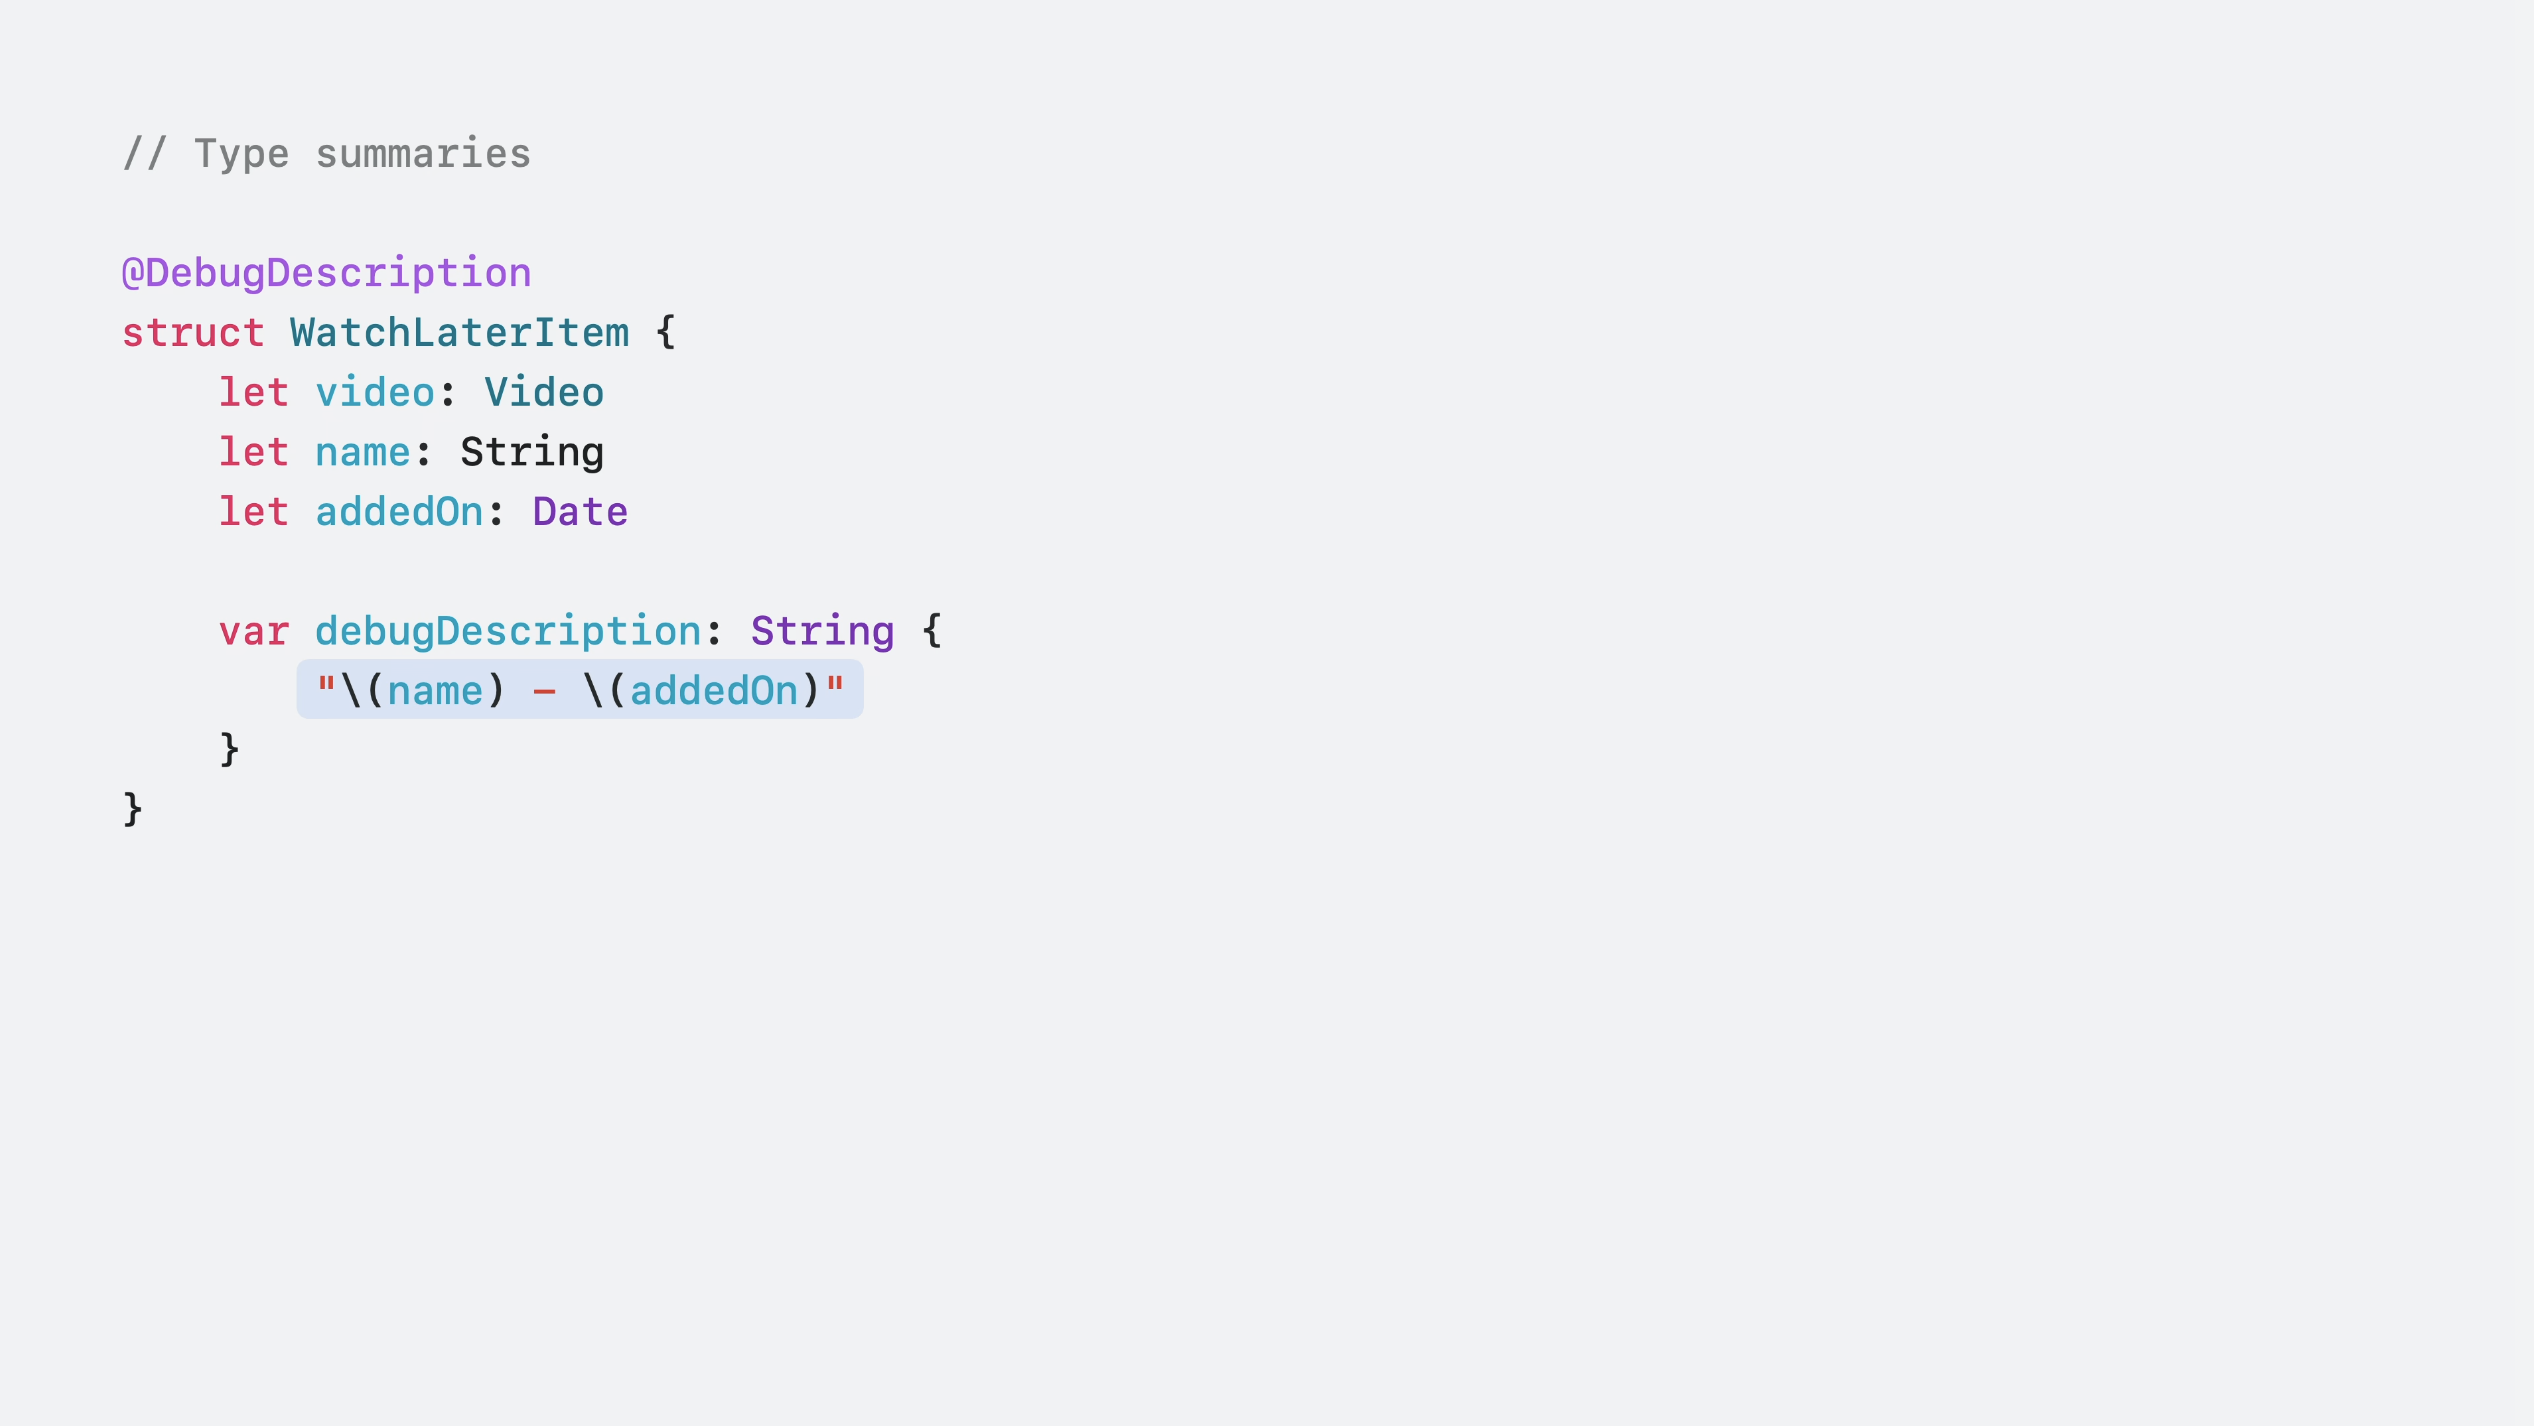 // Type summaries
@DebugDescription
struct WatchLaterItem {
    let video: Video
    let name: String
    let addedOn: Date
    var debugDescription: String {
        "\(name) – \(addedOn)"
    }
}